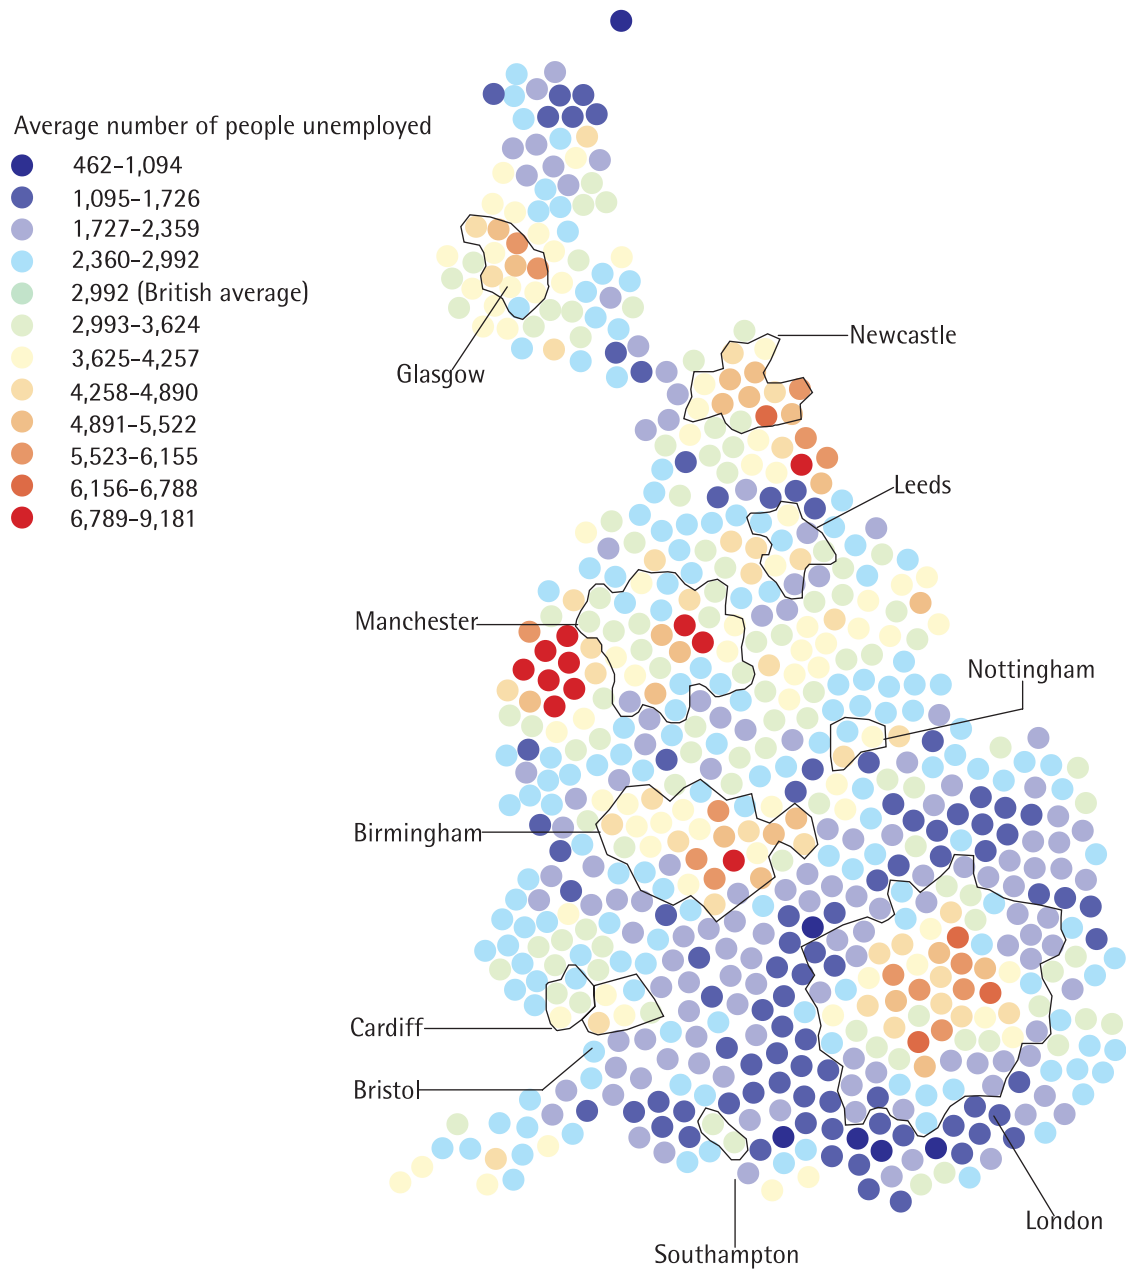 Average number of people unemployed
462–1,094
1,095–1,726
1,727–2,359
2,360–2,992
2,992 (British average)
2,993–3,624
3,625–4,257
4,258–4,890
4,891–5,522
5,523–6,155
6,156–6,788
6,789–9,181
Newcastle
Glasgow
Leeds
Manchester
Nottingham
Birmingham
Cardiff
Bristol
London
Southampton